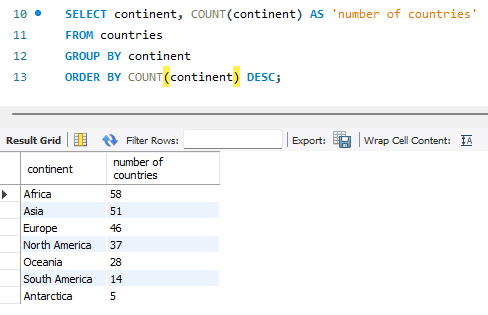 10 SELECT continent, COUNT(continent) AS 'number of countries'
11 FROM countries
12 GROUP BY continent
13 ORDER BY COUNT(continent) DESC;
Result Grid Filter Rows: Export: Wrap Cell Content: IA
continent number of
countries
Africa 58
Asia 51
Europe 46
North America 37
Oceania 28
South America 14
Antarctica 5